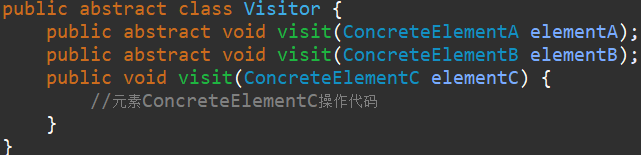 public abstract class Visitor {
    public abstract void visit(ConcreteElementA elementA);
    public abstract void visit(ConcreteElementB elementB);
    public void visit(ConcreteElementC elementC) {
        //元素ConcreteElementC操作代码
    }
}